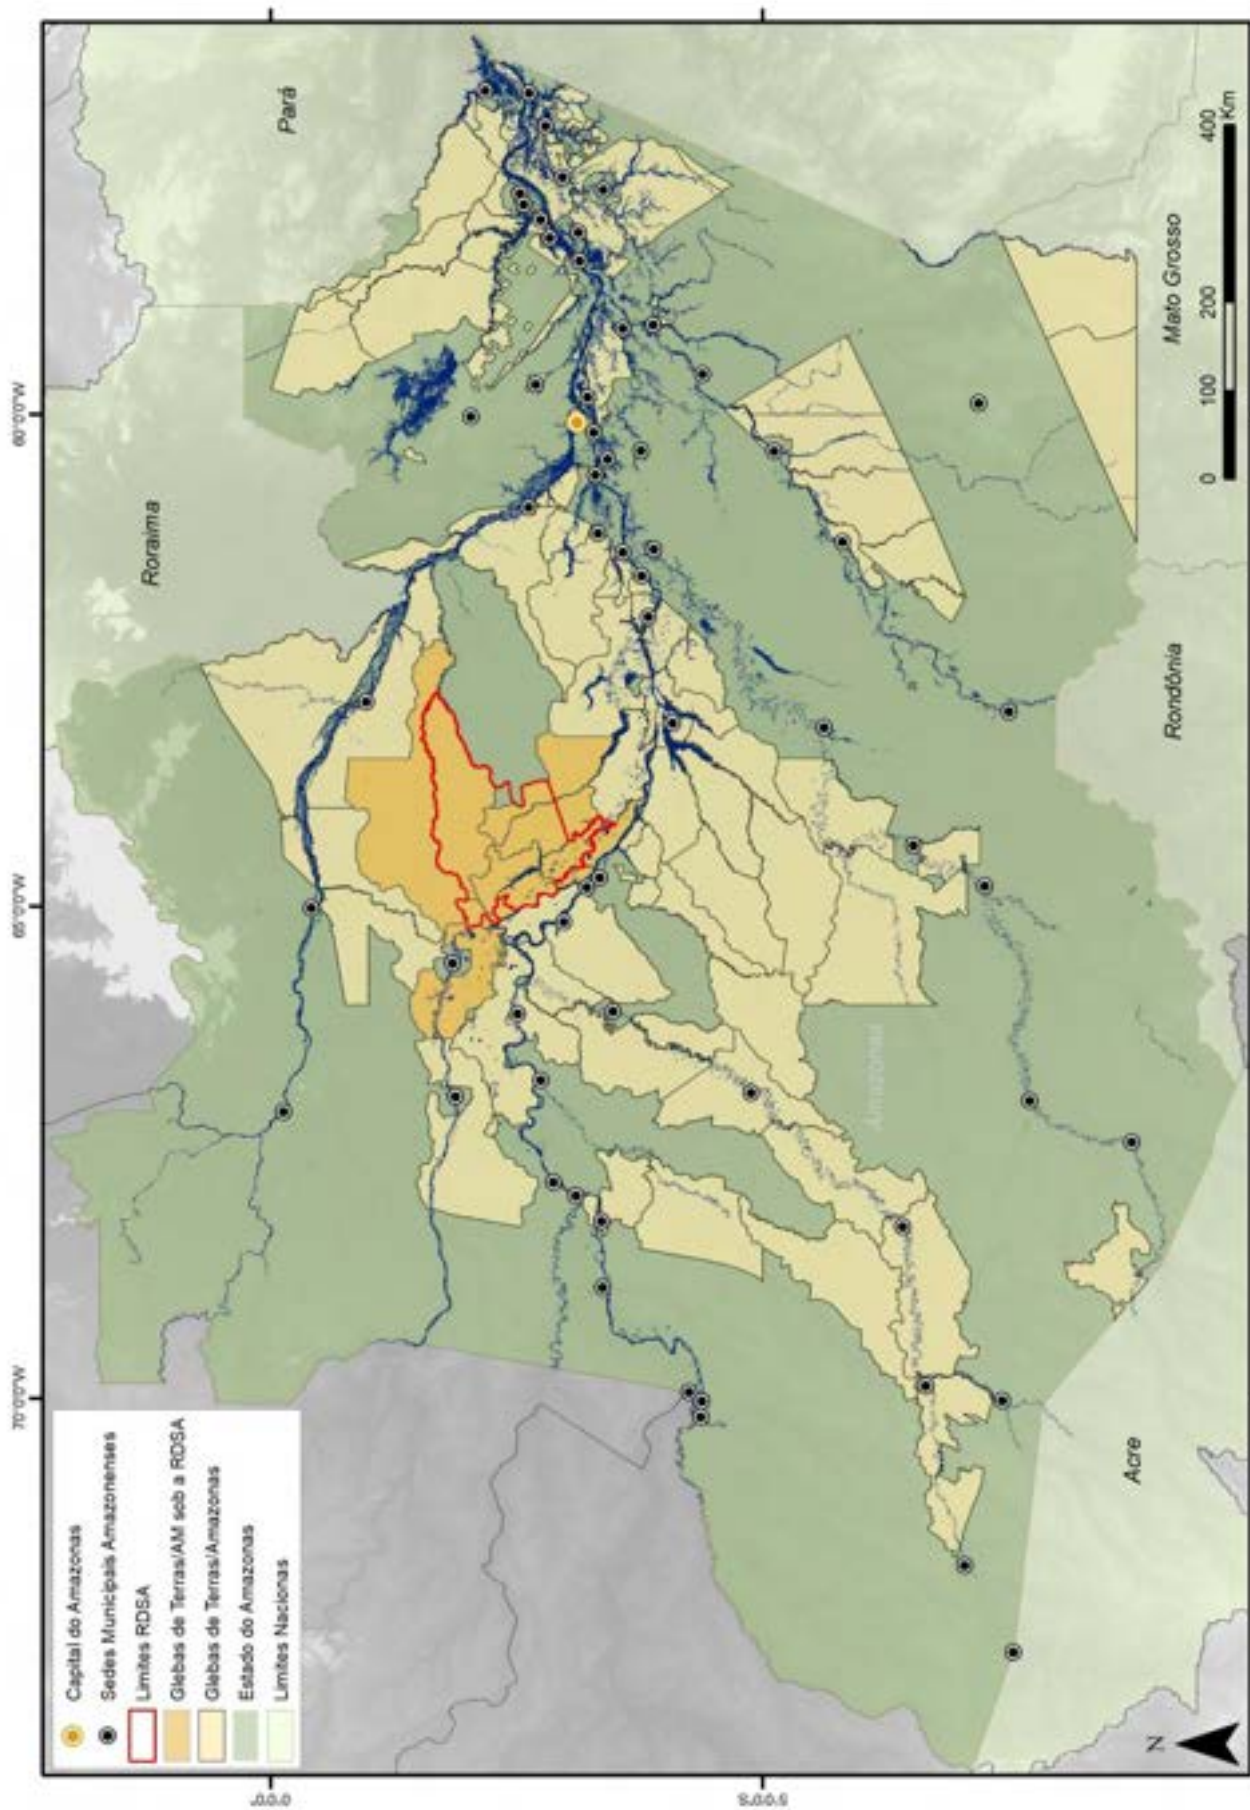 70°0'0"W
65°0'0"W
60°0'0"W
0°0'0"
5°0'0"S
Capital do Amazonas
Sedes Municipais Amazonenses
Limites RDSA
Glebas de Terras/AM sob a RDSA
Glebas de Terras/Amazonas
Estado do Amazonas
Limites Nacionas
Roraima
Pará
Amazonas
Acre
Rondônia
Mato Grosso
N
0 100 200 400
Km